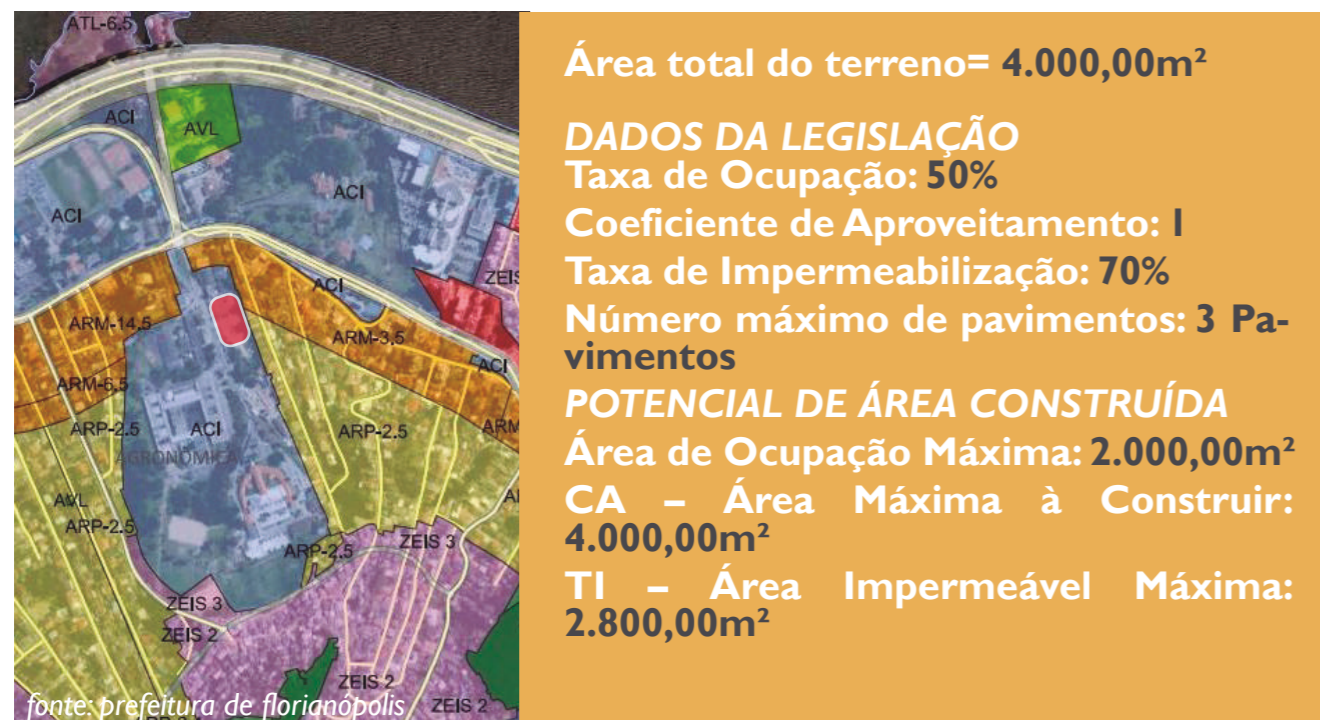 ATL-6.5
ACI
AVL
ACI
ACI
ZEIS
ACI
ARM-14.5
ARM-3.5
ACI
ARM-6.5
ARP-2.5
ACI
ARP-2.5
ARM
AGRONÔMICA
AVL
ARP-2.5
ARP-2.5
ZEIS 3
ZEIS 3
ZEIS 2
ZEIS 2
ZEIS 2
fonte: prefeitura de florianópolis
Área total do terreno= 4.000,00m²
DADOS DA LEGISLAÇÃO
Taxa de Ocupação: 50%
Coeficiente de Aproveitamento: 1
Taxa de Impermeabilização: 70%
Número máximo de pavimentos: 3 Pa-
vimentos
POTENCIAL DE ÁREA CONSTRUÍDA
Área de Ocupação Máxima: 2.000,00m²
CA – Área Máxima à Construir:
4.000,00m²
TI – Área Impermeável Máxima:
2.800,00m²